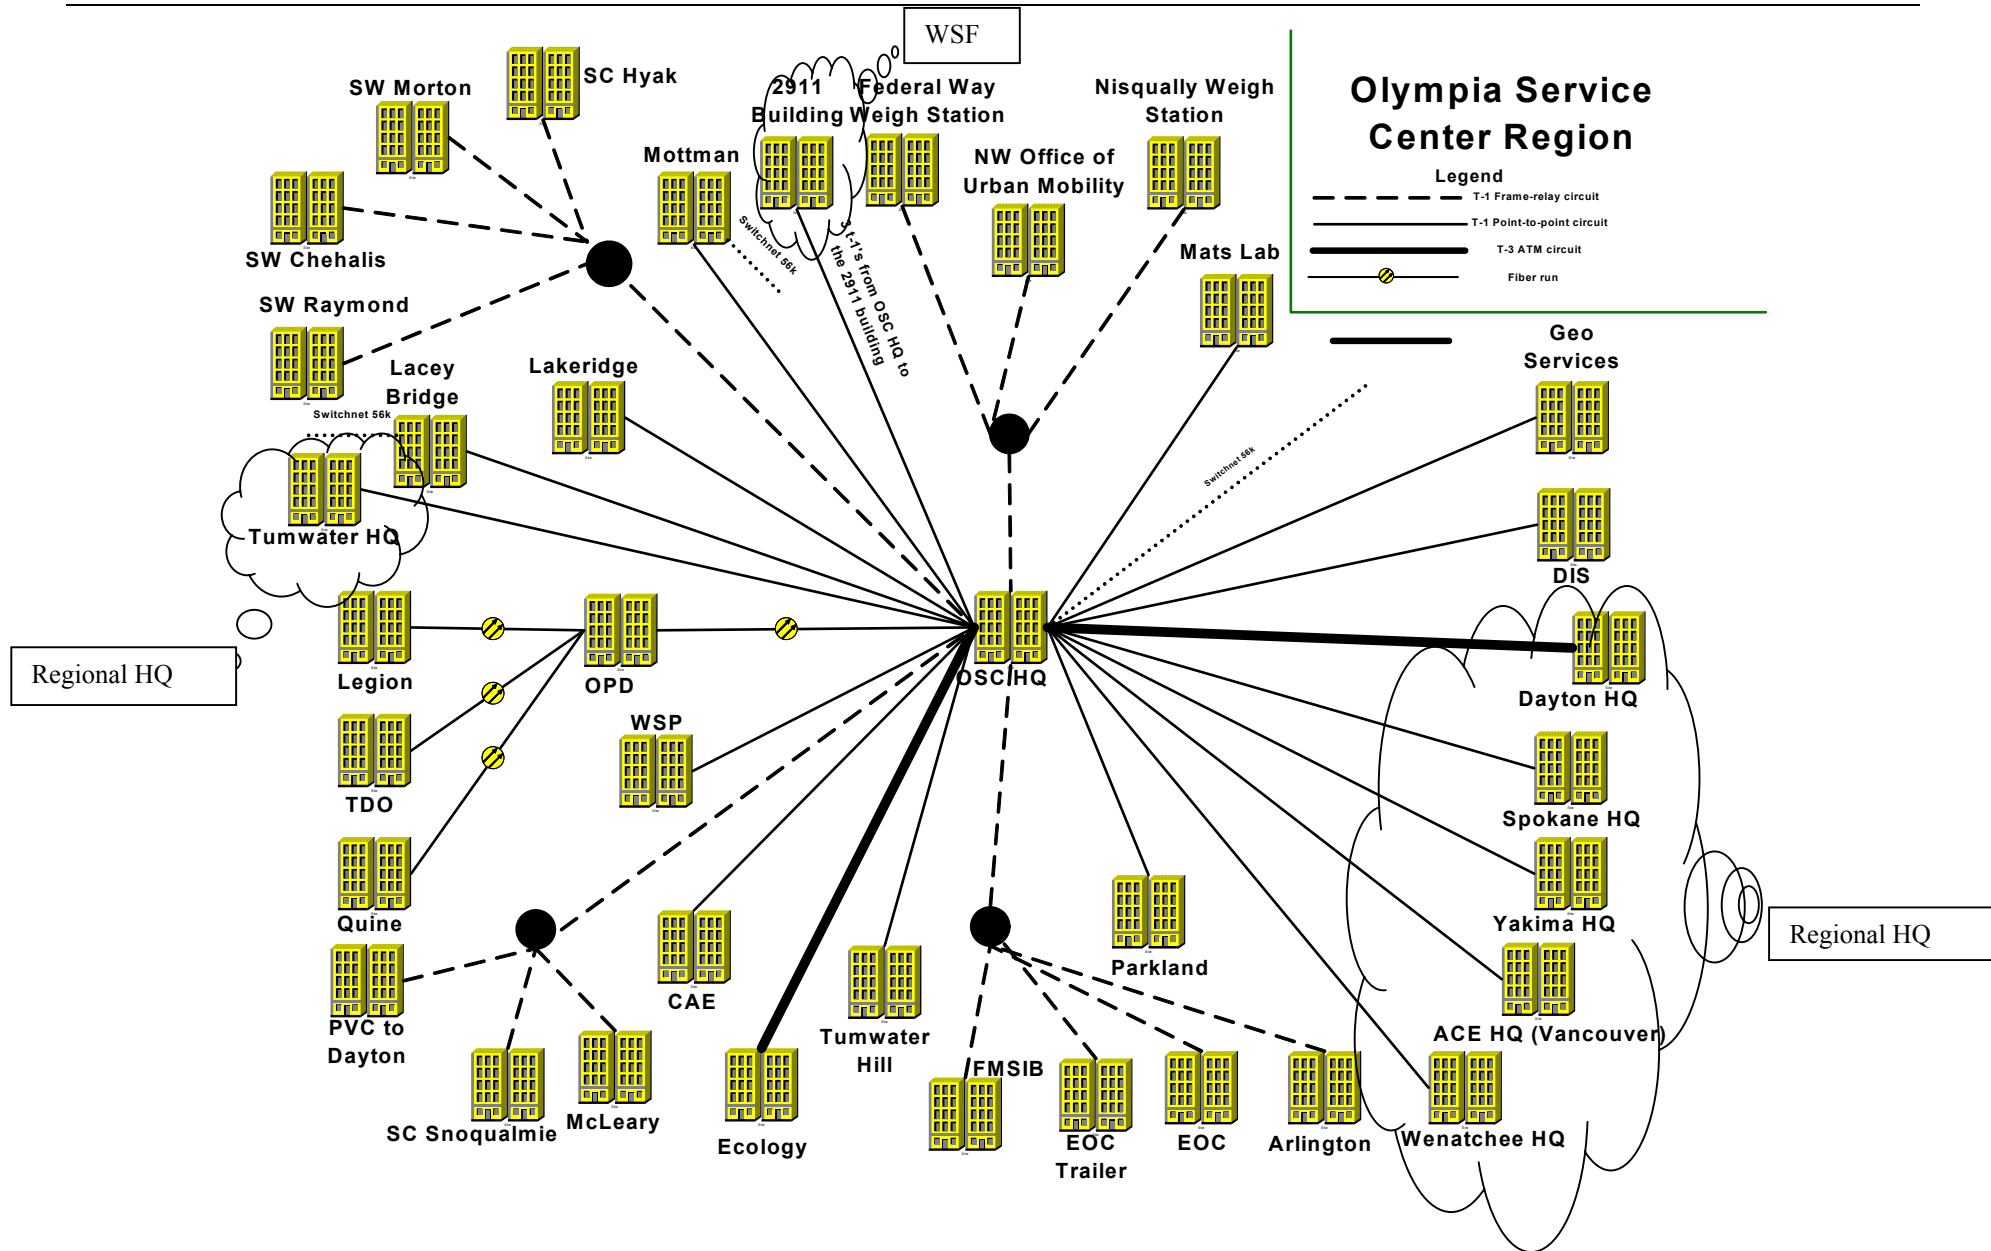 WSF
SC Hyak
SW Morton
2911
Building
Federal Way
Weigh Station
Nisqually Weigh
Station
Olympia Service
Center Region
Legend
T-1 Frame-relay circuit
T-1 Point-to-point circuit
T-3 ATM circuit
Fiber run
Mottman
NW Office of
Urban Mobility
Switchnet 56k
3 t-1's from OSC HQ to
the 2911 building
SW Chehalis
Mats Lab
SW Raymond
Lacey
Bridge
Lakeridge
Geo
Services
Switchnet 56k
Switchnet 56k
Tumwater HQ
DIS
Regional HQ
Legion
OPD
OSC HQ
Dayton HQ
WSP
TDO
Spokane HQ
Quine
Yakima HQ
Regional HQ
PVC to
Dayton
CAE
Parkland
ACE HQ (Vancouver)
Tumwater
Hill
FMSIB
SC Snoqualmie
McLeary
Ecology
EOC
Trailer
EOC
Arlington
Wenatchee HQ